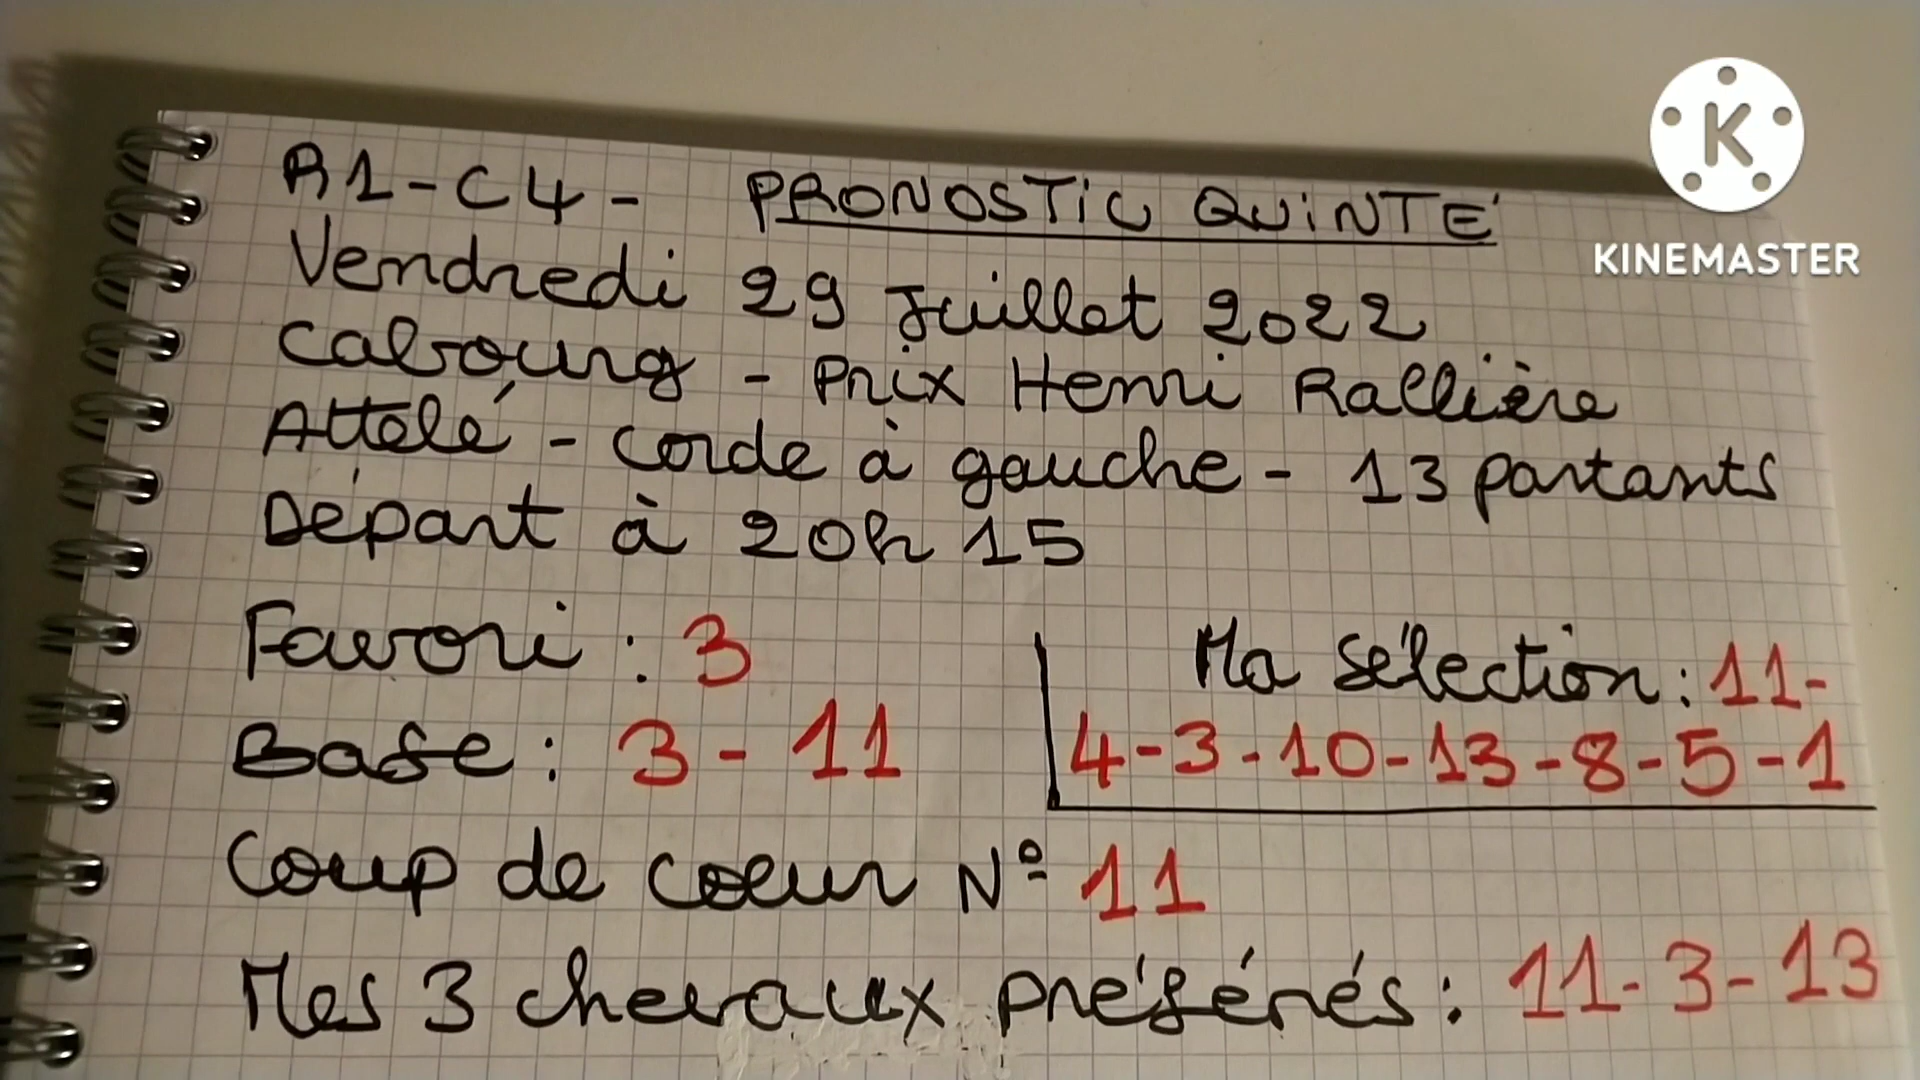 R1-C4- PRONOSTIC QUINTÉ
Vendredi 29 Juillet 2022
Cabourg - Prix Henri Rallière
Attelé - Corde à gauche - 13 partants
Départ à 20h15
Favori : 3
Base : 3 - 11
Ma sélection : 11-
4-3-10-13-8-5-1
Coup de coeur Nº 11
Mes 3 chevaux préférés : 11-3-13
K
KINEMASTER